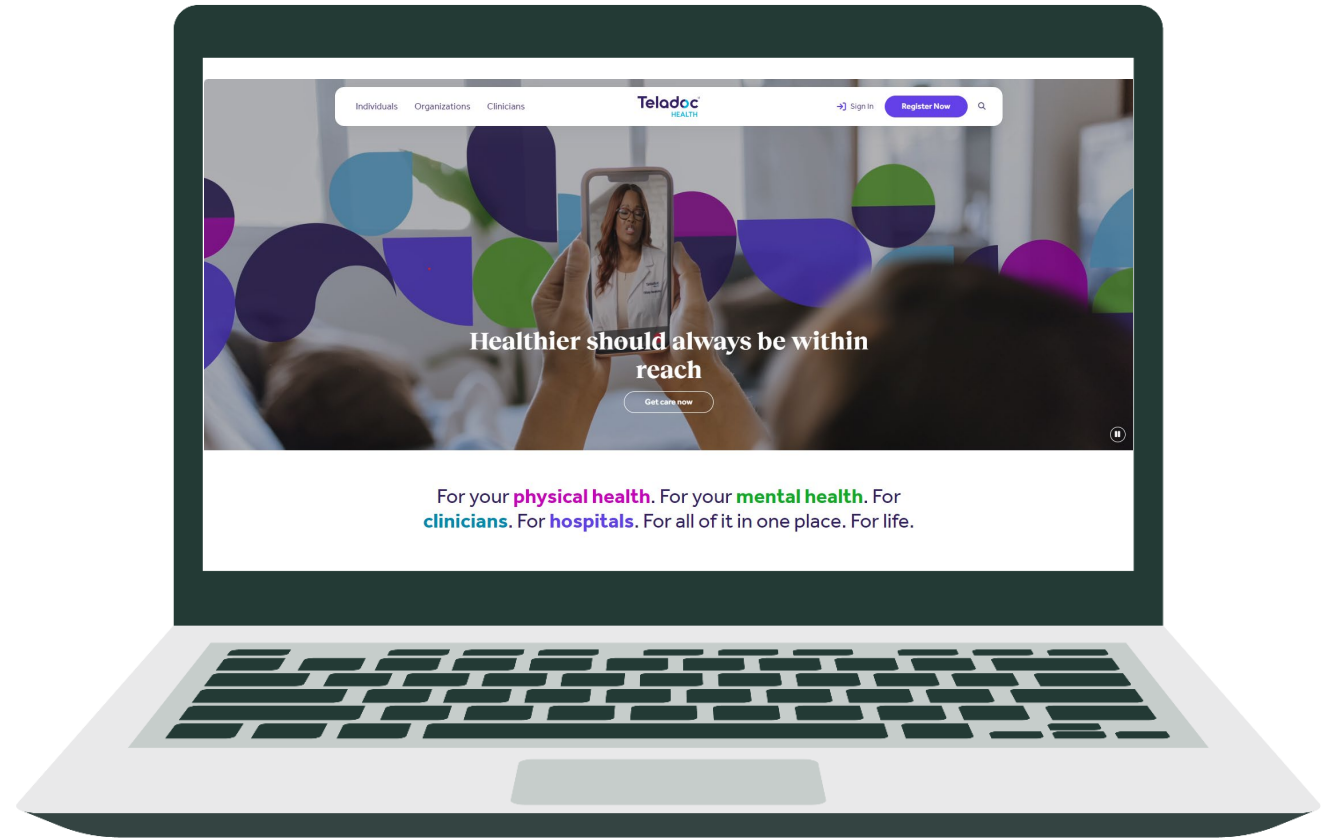 Individuals Organizations Clinicians
Teladoc
HEALTH
Sign In
Register Now
Healthier should always be within
reach
Get care now
For your physical health. For your mental health. For
clinicians. For hospitals. For all of it in one place. For life.